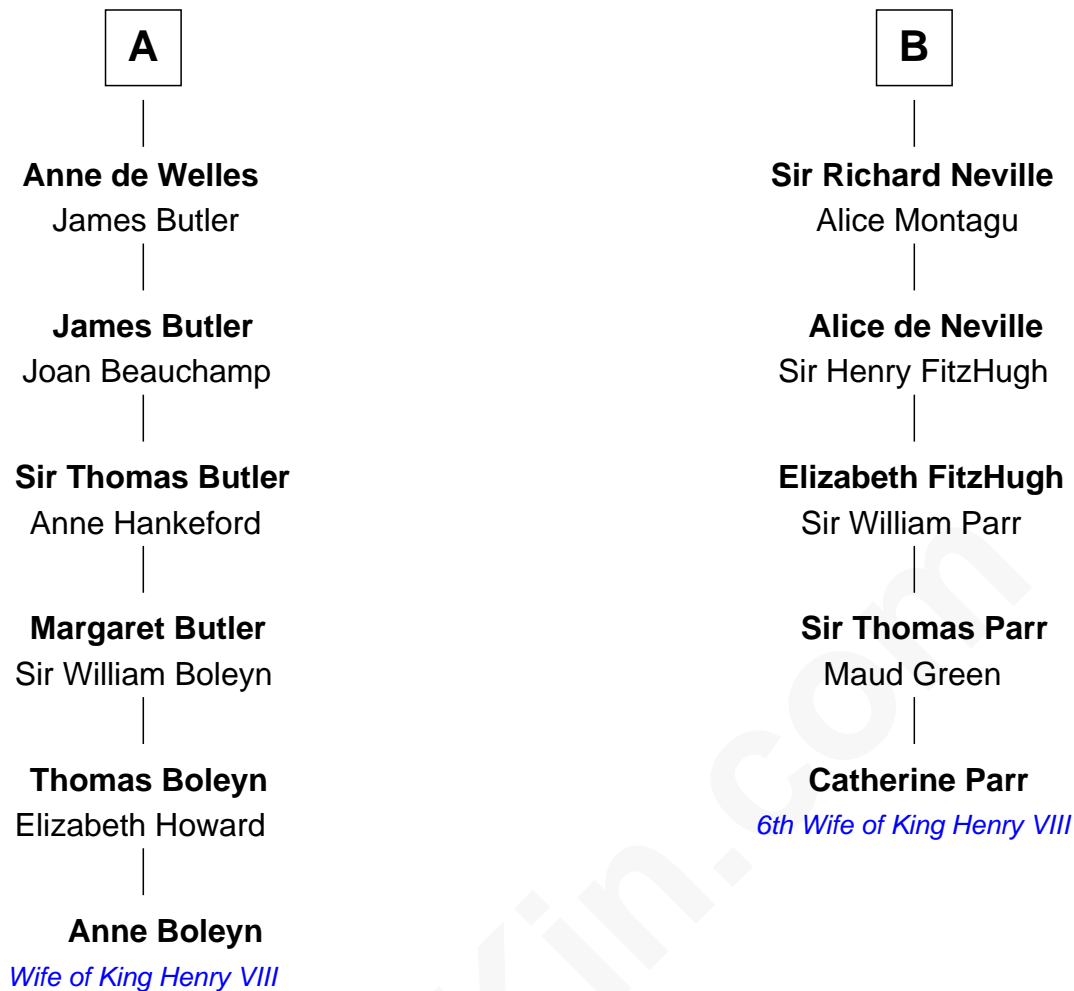 A
Anne de Welles
James Butler
James Butler
Joan Beauchamp
Sir Thomas Butler
Anne Hankeford
Margaret Butler
Sir William Boleyn
Thomas Boleyn
Elizabeth Howard
Anne Boleyn
Wife of King Henry VIII
B
Sir Richard Neville
Alice Montagu
Alice de Neville
Sir Henry FitzHugh
Elizabeth FitzHugh
Sir William Parr
Sir Thomas Parr
Maud Green
Catherine Parr
6th Wife of King Henry VIII
Kin.com